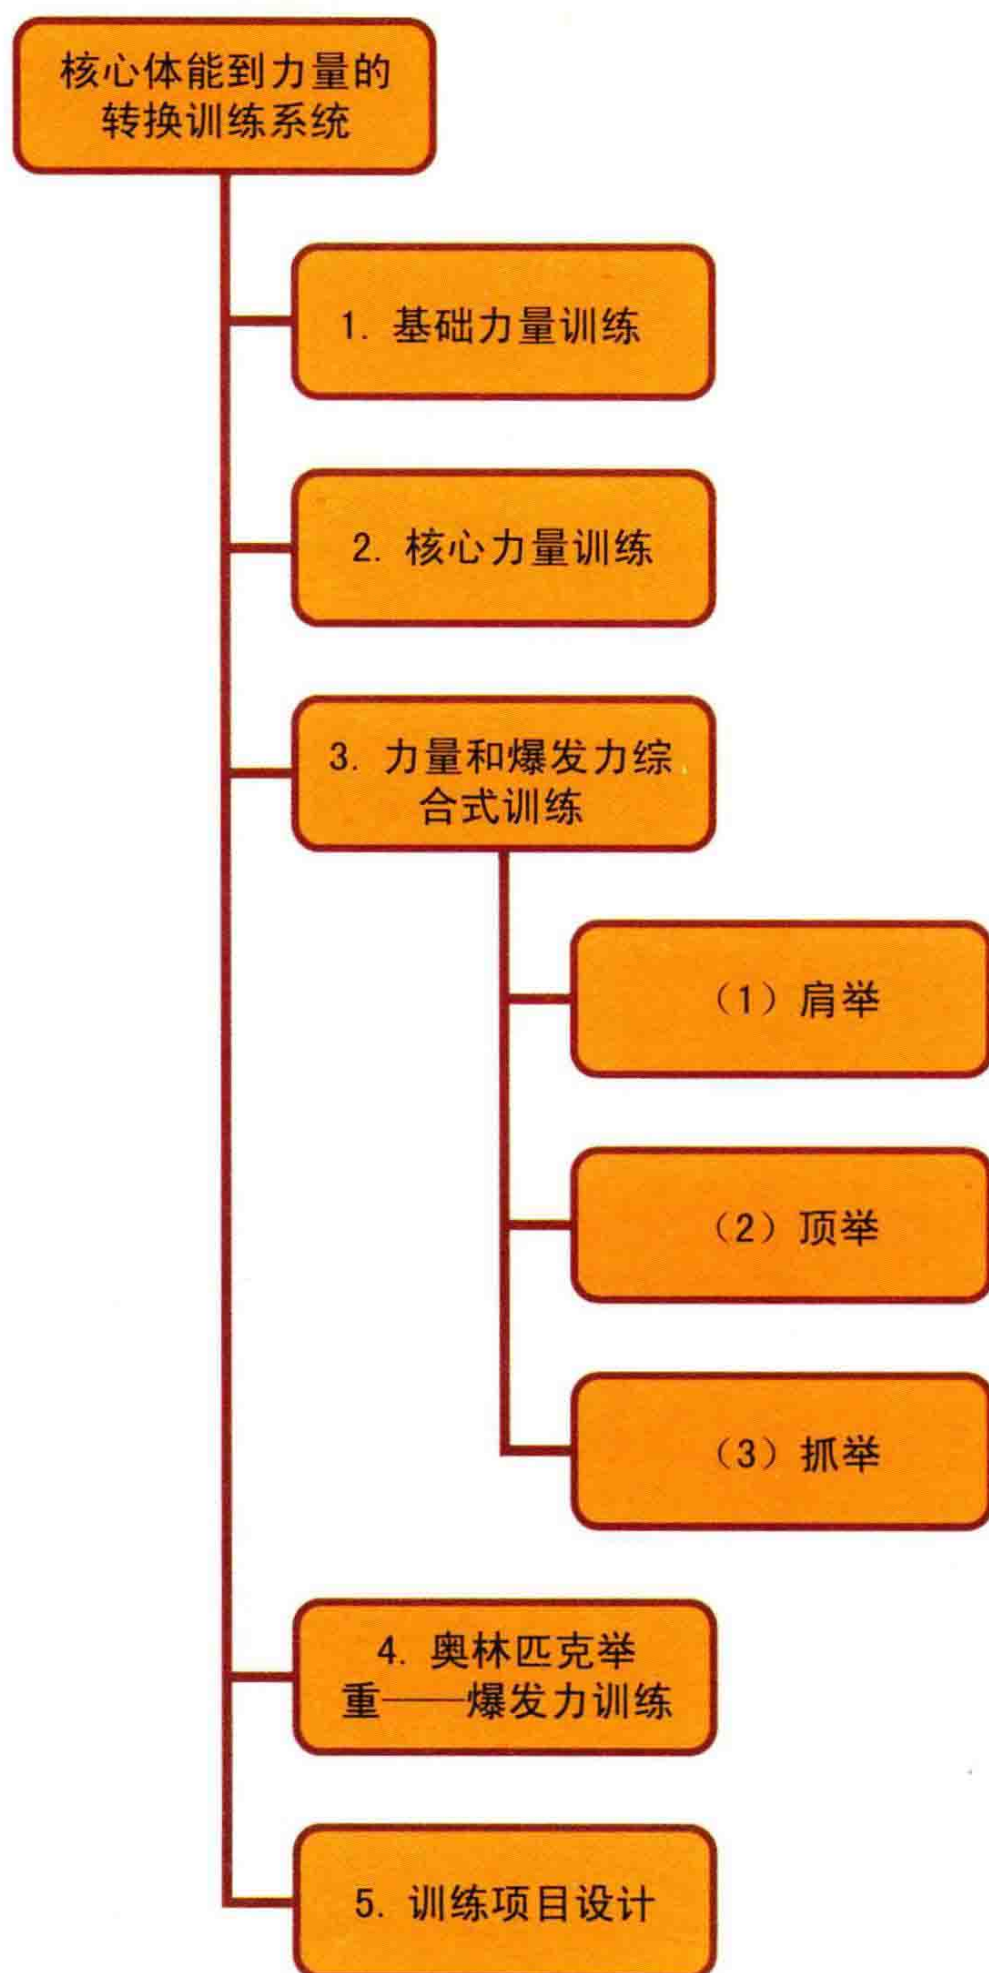 核心体能到力量的
转换训练系统
1. 基础力量训练
2. 核心力量训练
3. 力量和爆发力综
合式训练
（1）肩举
（2）顶举
（3）抓举
4. 奥林匹克举
重——爆发力训练
5. 训练项目设计